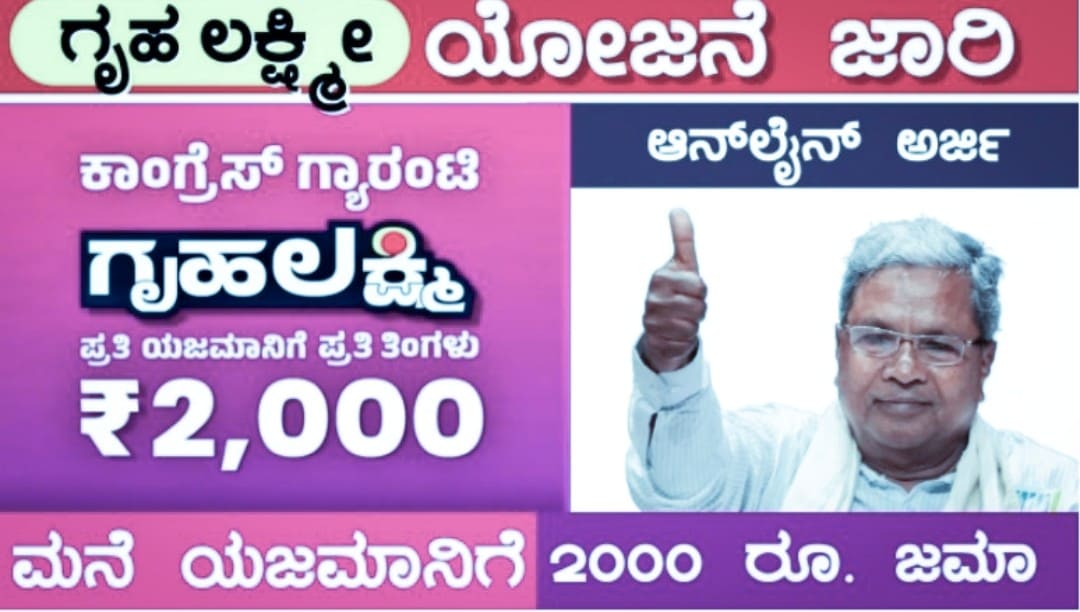 ಗೃಹ ಲಕ್ಷ್ಮೀ ಯೋಜನೆ ಜಾರಿ
ಕಾಂಗ್ರೆಸ್ ಗ್ಯಾರಂಟಿ
ಗೃಹಲಕ್ಷ್ಮಿ
ಪ್ರತಿ ಯಜಮಾನಿಗೆ ಪ್ರತಿ ತಿಂಗಳು
₹2,000
ಆನ್‌ಲೈನ್ ಅರ್ಜಿ
ಮನೆ ಯಜಮಾನಿಗೆ 2000 ರೂ. ಜಮಾ